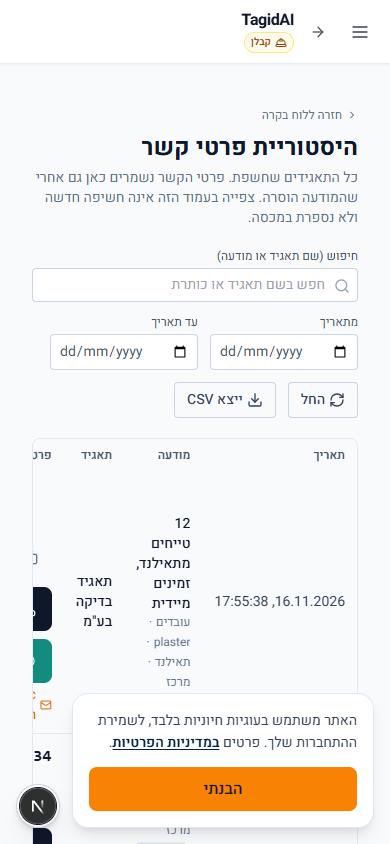 TagidAI
קבלן
חזרה ללוח בקרה
היסטוריית פרטי קשר
כל התאגידים שחשפת. פרטי הקשר נשמרים כאן גם אחרי
שהמודעה הוסרה. צפייה בעמוד הזה אינה חשיפה חדשה
ולא נספרת במכסה.
חיפוש (שם תאגיד או מודעה)
חפש בשם תאגיד או כותרת
מתאריך
עד תאריך
dd/mm/yyyy
dd/mm/yyyy
החל
ייצא CSV
תאריך
מודעה
תאגיד
16.11.2026, 17:55:38
12
טייחים
מתאילנד,
זמינים
מיידית
עובדים ·
plaster ·
תאילנד ·
מרכז
תאגיד
בדיקה
בע"מ
34
האתר משתמש בעוגיות חיוניות בלבד, לשמירת
ההתחברות שלך. פרטים במדיניות הפרטיות.
הבנתי
מרכז
N